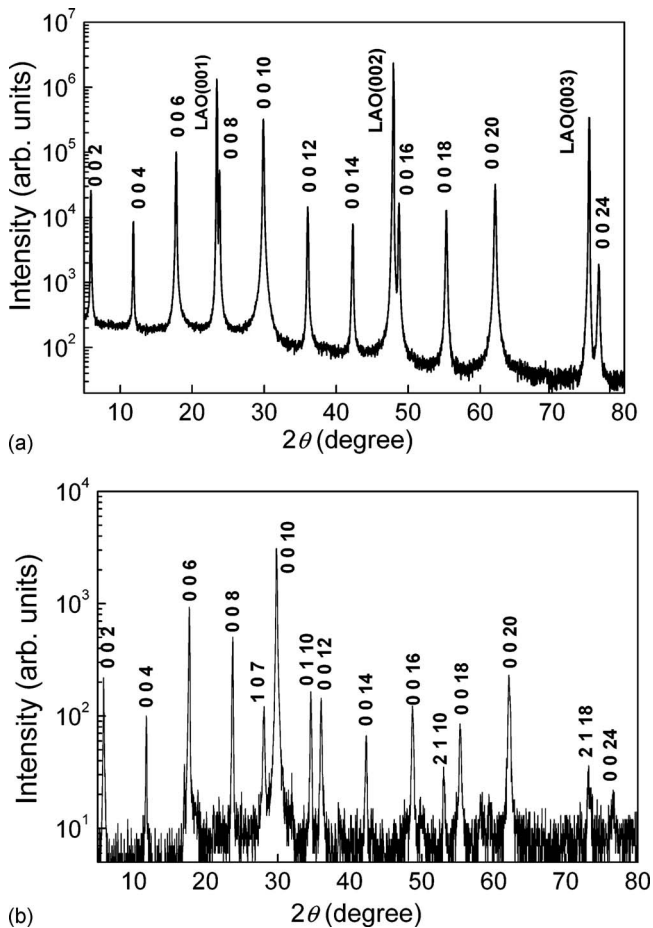 10^7
10^6
10^5
10^4
10^3
10^2
Intensity (arb. units)
0 0 2
0 0 4
0 0 6
LAO(001)
0 0 8
0 0 10
0 0 12
0 0 14
LAO(002)
0 0 16
0 0 18
0 0 20
LAO(003)
0 0 24
10 20 30 40 50 60 70 80
2θ (degree)
(a)
10^4
10^3
10^2
10^1
Intensity (arb. units)
0 0 2
0 0 4
0 0 6
0 0 8
1 0 7
0 0 10
0 1 10
0 0 12
0 0 14
0 0 16
2 1 10
0 0 18
0 0 20
2 1 18
0 0 24
10 20 30 40 50 60 70 80
2θ (degree)
(b)